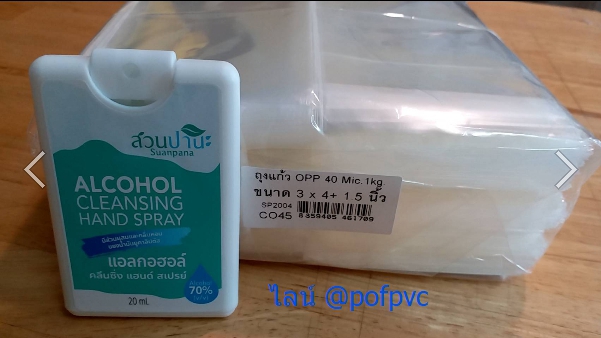 สวนปานะ
Suanpana
ALCOHOL
CLEANSING
HAND SPRAY
แอลกอฮอล์
คลีนซิ่ง แฮนด์ สเปรย์
70%
20 mL
ถุงแก้ว OPP 40 Mic.1kg.
ขนาด 3 x 4+ 1.5 นิ้ว
SP2004
CO45 8 859405 461709
ไลน์ @pofpvc